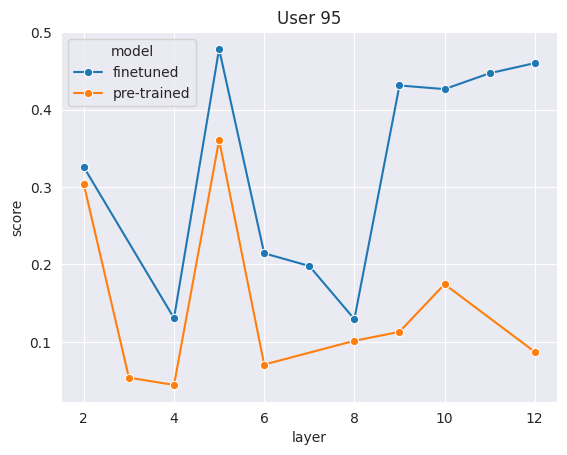 User 95
model
finetuned
pre-trained
0.5
0.4
0.3
0.2
0.1
score
2 4 6 8 10 12
layer